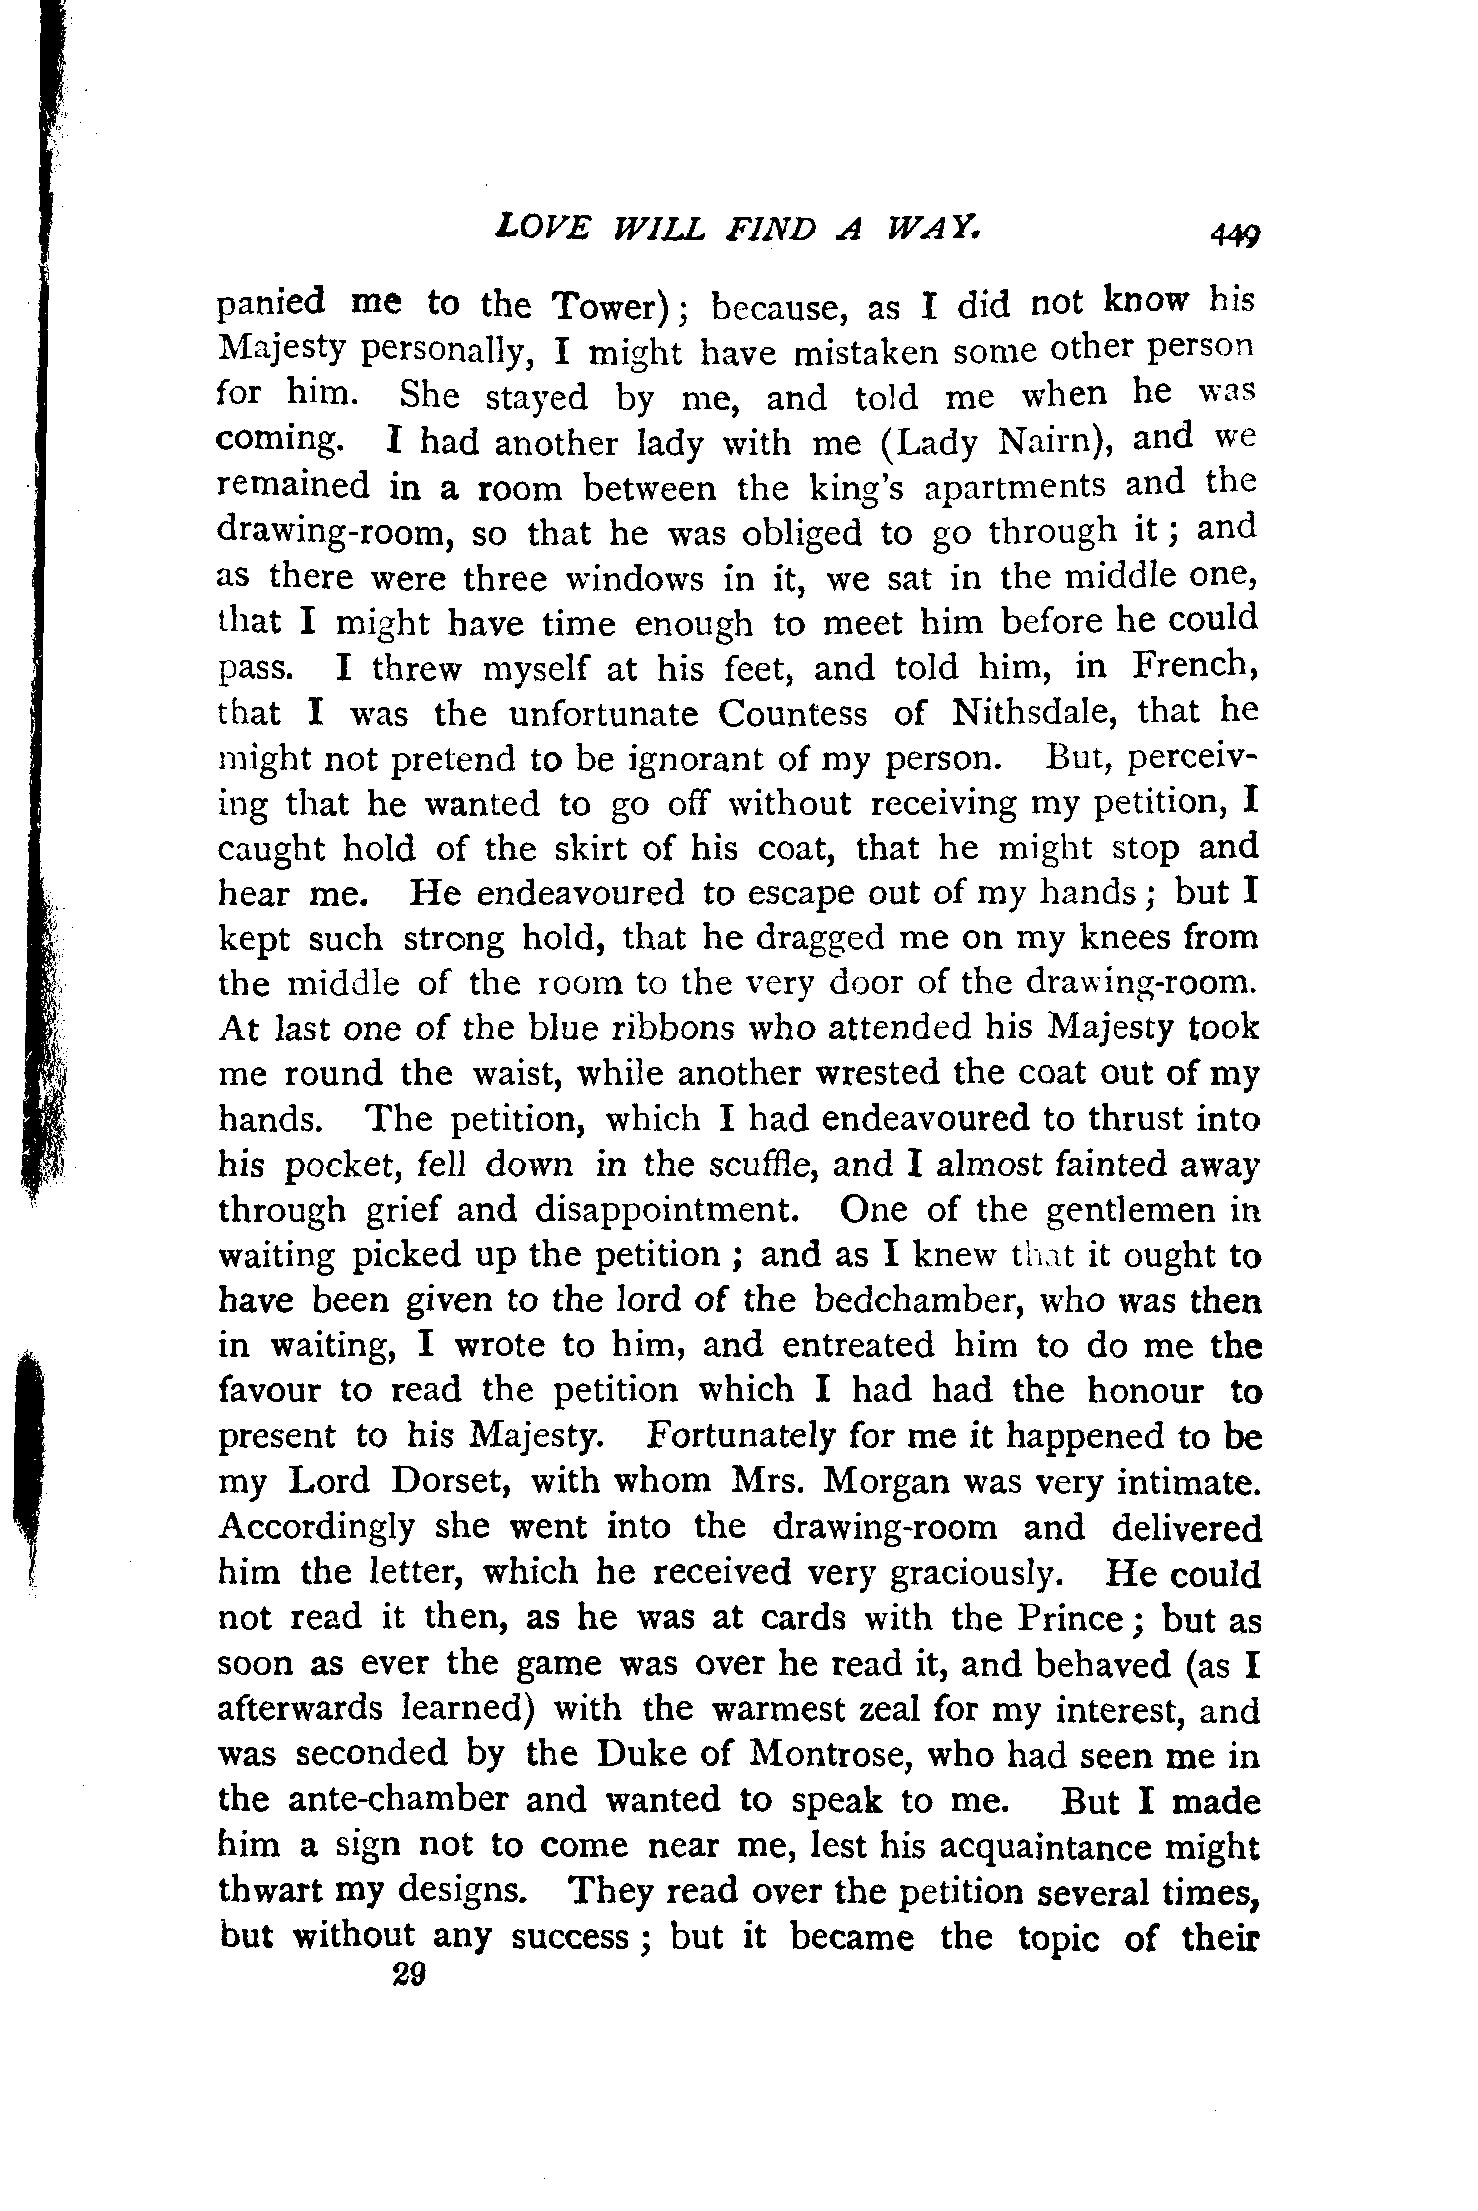 LOVE WILL FIND A WAY. 449
panied me to the Tower); because, as I did not know his
Majesty personally, I might have mistaken some other person
for him. She stayed by me, and told me when he was
coming. I had another lady with me (Lady Nairn), and we
remained in a room between the king's apartments and the
drawing-room, so that he was obliged to go through it; and
as there were three windows in it, we sat in the middle one,
that I might have time enough to meet him before he could
pass. I threw myself at his feet, and told him, in French,
that I was the unfortunate Countess of Nithsdale, that he
might not pretend to be ignorant of my person. But, perceiv-
ing that he wanted to go off without receiving my petition, I
caught hold of the skirt of his coat, that he might stop and
hear me. He endeavoured to escape out of my hands; but I
kept such strong hold, that he dragged me on my knees from
the middle of the room to the very door of the drawing-room.
At last one of the blue ribbons who attended his Majesty took
me round the waist, while another wrested the coat out of my
hands. The petition, which I had endeavoured to thrust into
his pocket, fell down in the scuffle, and I almost fainted away
through grief and disappointment. One of the gentlemen in
waiting picked up the petition; and as I knew that it ought to
have been given to the lord of the bedchamber, who was then
in waiting, I wrote to him, and entreated him to do me the
favour to read the petition which I had had the honour to
present to his Majesty. Fortunately for me it happened to be
my Lord Dorset, with whom Mrs. Morgan was very intimate.
Accordingly she went into the drawing-room and delivered
him the letter, which he received very graciously. He could
not read it then, as he was at cards with the Prince; but as
soon as ever the game was over he read it, and behaved (as I
afterwards learned) with the warmest zeal for my interest, and
was seconded by the Duke of Montrose, who had seen me in
the ante-chamber and wanted to speak to me. But I made
him a sign not to come near me, lest his acquaintance might
thwart my designs. They read over the petition several times,
but without any success; but it became the topic of their
29